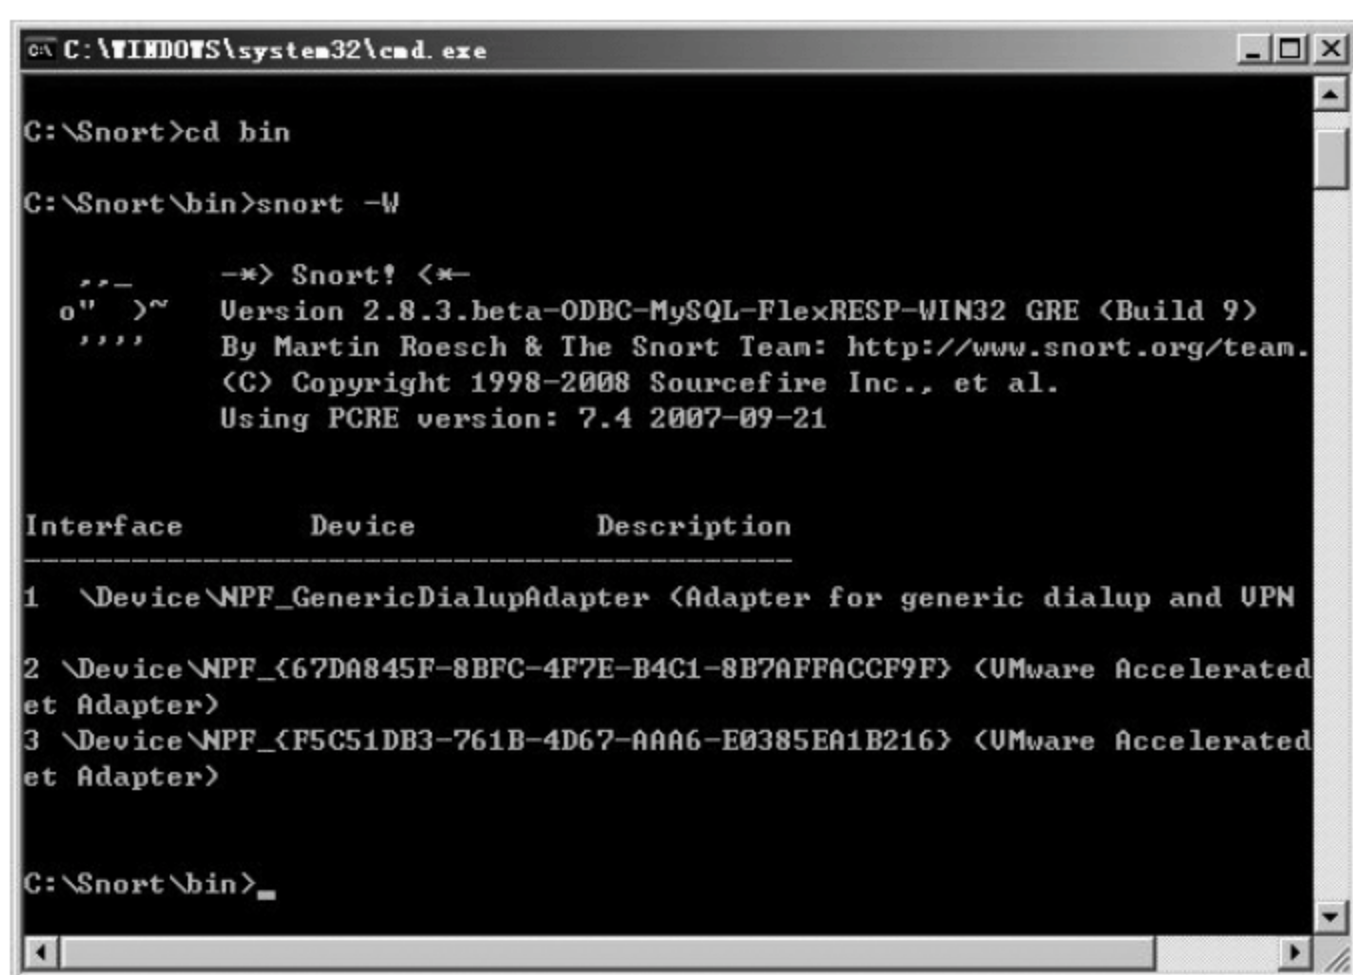 C:\WINDOWS\system32\cmd.exe
C:\Snort>cd bin
C:\Snort\bin>snort -W
,,_ -*> Snort! <*-
o"  )~ Version 2.8.3.beta-ODBC-MySQL-FlexRESP-WIN32 GRE (Build 9)
'''' By Martin Roesch & The Snort Team: http://www.snort.org/team.
(C) Copyright 1998-2008 Sourcefire Inc., et al.
Using PCRE version: 7.4 2007-09-21
Interface Device Description
-------------------------------------------
1 \Device\NPF_GenericDialupAdapter (Adapter for generic dialup and VPN
2 \Device\NPF_{67DA845F-8BFC-4F7E-B4C1-8B7AFFACCF9F} (VMware Accelerated
et Adapter)
3 \Device\NPF_{F5C51DB3-761B-4D67-AAA6-E0385EA1B216} (VMware Accelerated
et Adapter)
C:\Snort\bin>_